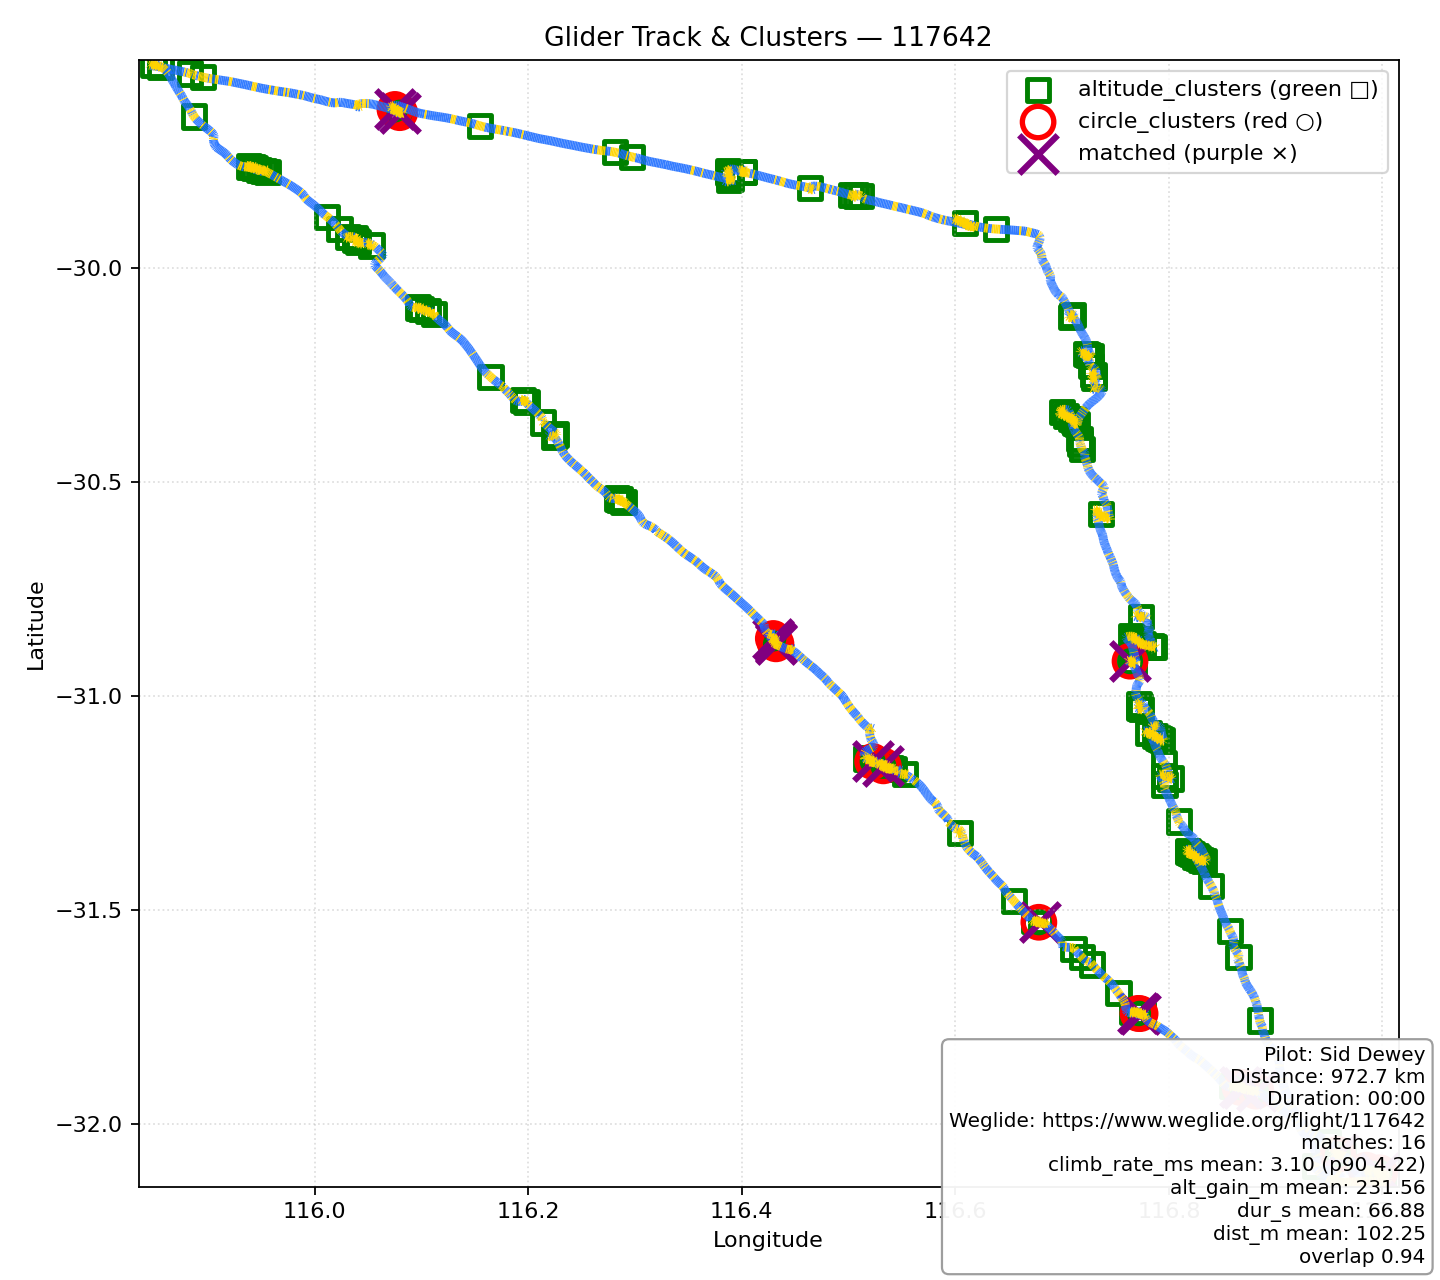 Glider Track & Clusters — 117642
altitude_clusters (green □)
circle_clusters (red ○)
matched (purple ×)
−30.0
−30.5
−31.0
−31.5
−32.0
Latitude
116.0
116.2
116.4
116.6
116.8
Longitude
Pilot: Sid Dewey
Distance: 972.7 km
Duration: 00:00
Weglide: https://www.weglide.org/flight/117642
matches: 16
climb_rate_ms mean: 3.10 (p90 4.22)
alt_gain_m mean: 231.56
dur_s mean: 66.88
dist_m mean: 102.25
overlap 0.94